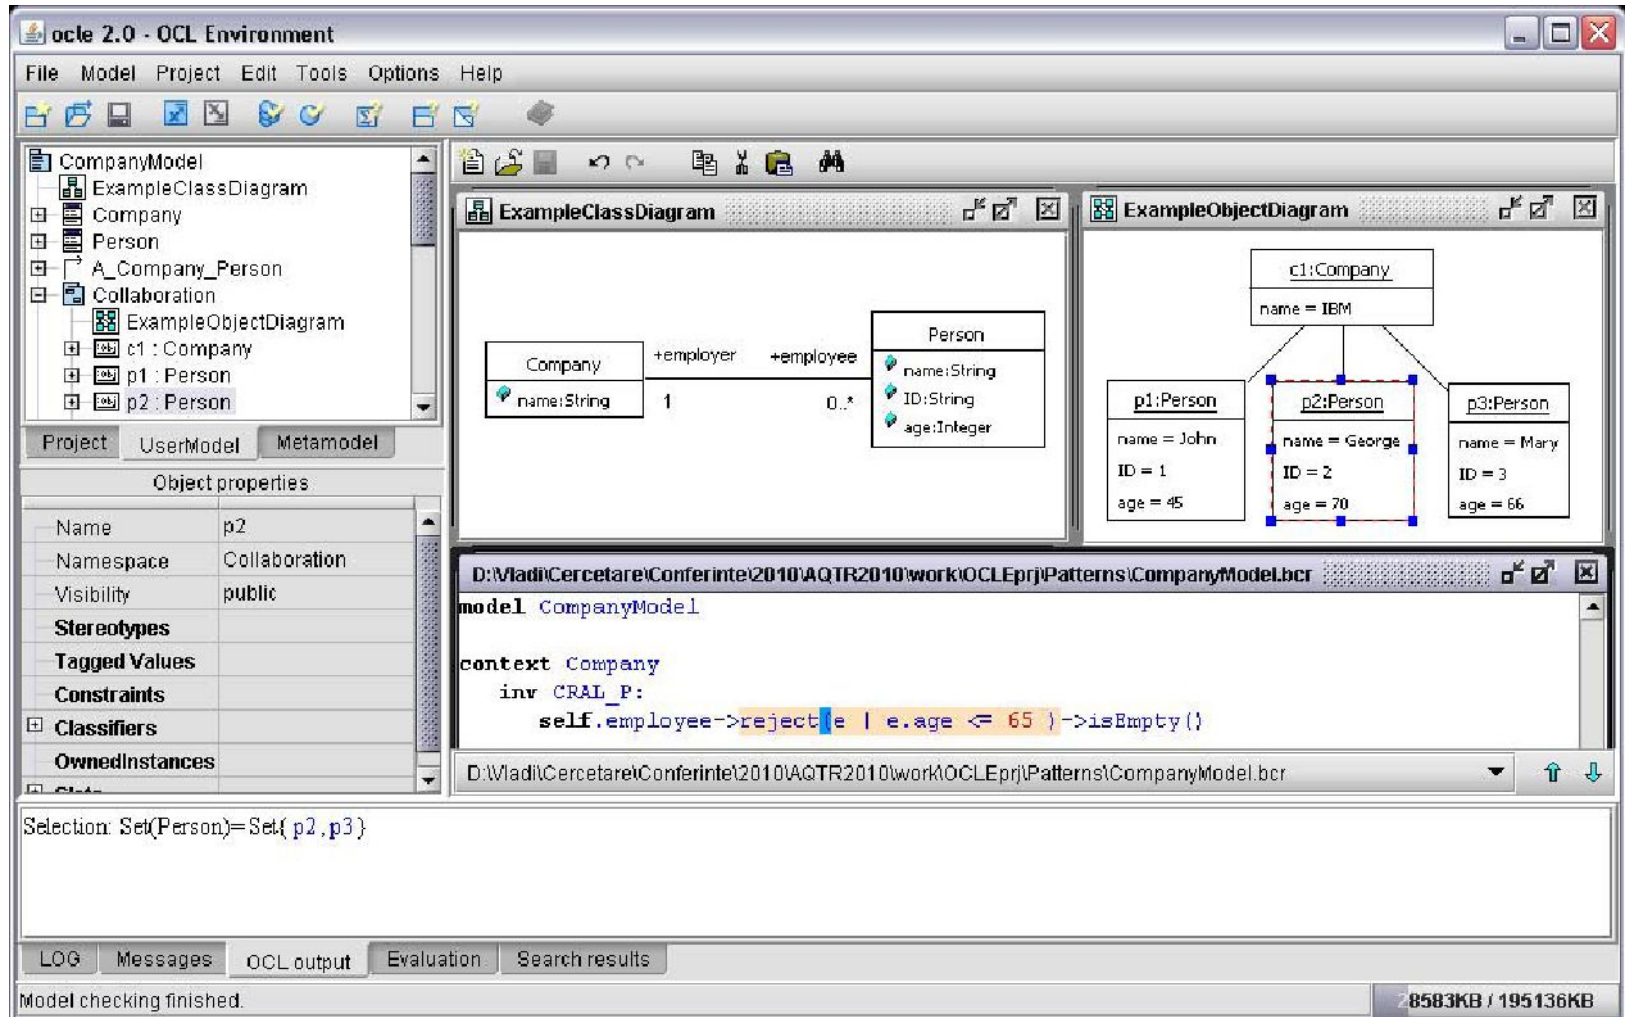 ocle 2.0 - OCL Environment
File Model Project Edit Tools Options Help
CompanyModel
ExampleClassDiagram
Company
Person
A_Company_Person
Collaboration
ExampleObjectDiagram
c1 : Company
p1 : Person
p2 : Person
Project UserModel Metamodel
Object properties
Name p2
Namespace Collaboration
Visibility public
Stereotypes
Tagged Values
Constraints
Classifiers
OwnedInstances
ExampleClassDiagram
Company
name:String
+employer +employee
1 0..*
Person
name:String
ID:String
age:Integer
ExampleObjectDiagram
c1:Company
name = IBM
p1:Person
name = John
ID = 1
age = 45
p2:Person
name = George
ID = 2
age = 70
p3:Person
name = Mary
ID = 3
age = 66
D:\Vladi\Cercetare\Conferinte\2010\AQTR2010\work\OCLEprj\Patterns\CompanyModel.bcr
model CompanyModel
context Company
inv CRAL_P:
self.employee->reject(e | e.age <= 65 )->isEmpty()
D:\Vladi\Cercetare\Conferinte\2010\AQTR2010\work\OCLEprj\Patterns\CompanyModel.bcr
Selection: Set(Person)=Set{ p2 ,p3 }
LOG Messages OCL output Evaluation Search results
Model checking finished.
28583KB / 195136KB